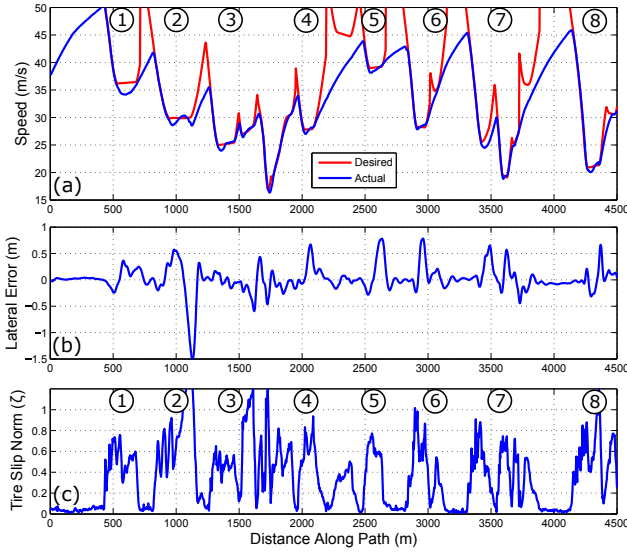 50
45
40
35
30
25
20
15
Speed (m/s)
1 2 3 4 5 6 7 8
Desired
Actual
(a)
0 500 1000 1500 2000 2500 3000 3500 4000 4500
1
0.5
0
−0.5
−1
−1.5
Lateral Error (m)
(b)
0 500 1000 1500 2000 2500 3000 3500 4000 4500
1
0.8
0.6
0.4
0.2
0
Tire Slip Norm (ζ)
1 2 3 4 5 6 7 8
(c)
0 500 1000 1500 2000 2500 3000 3500 4000 4500
Distance Along Path (m)